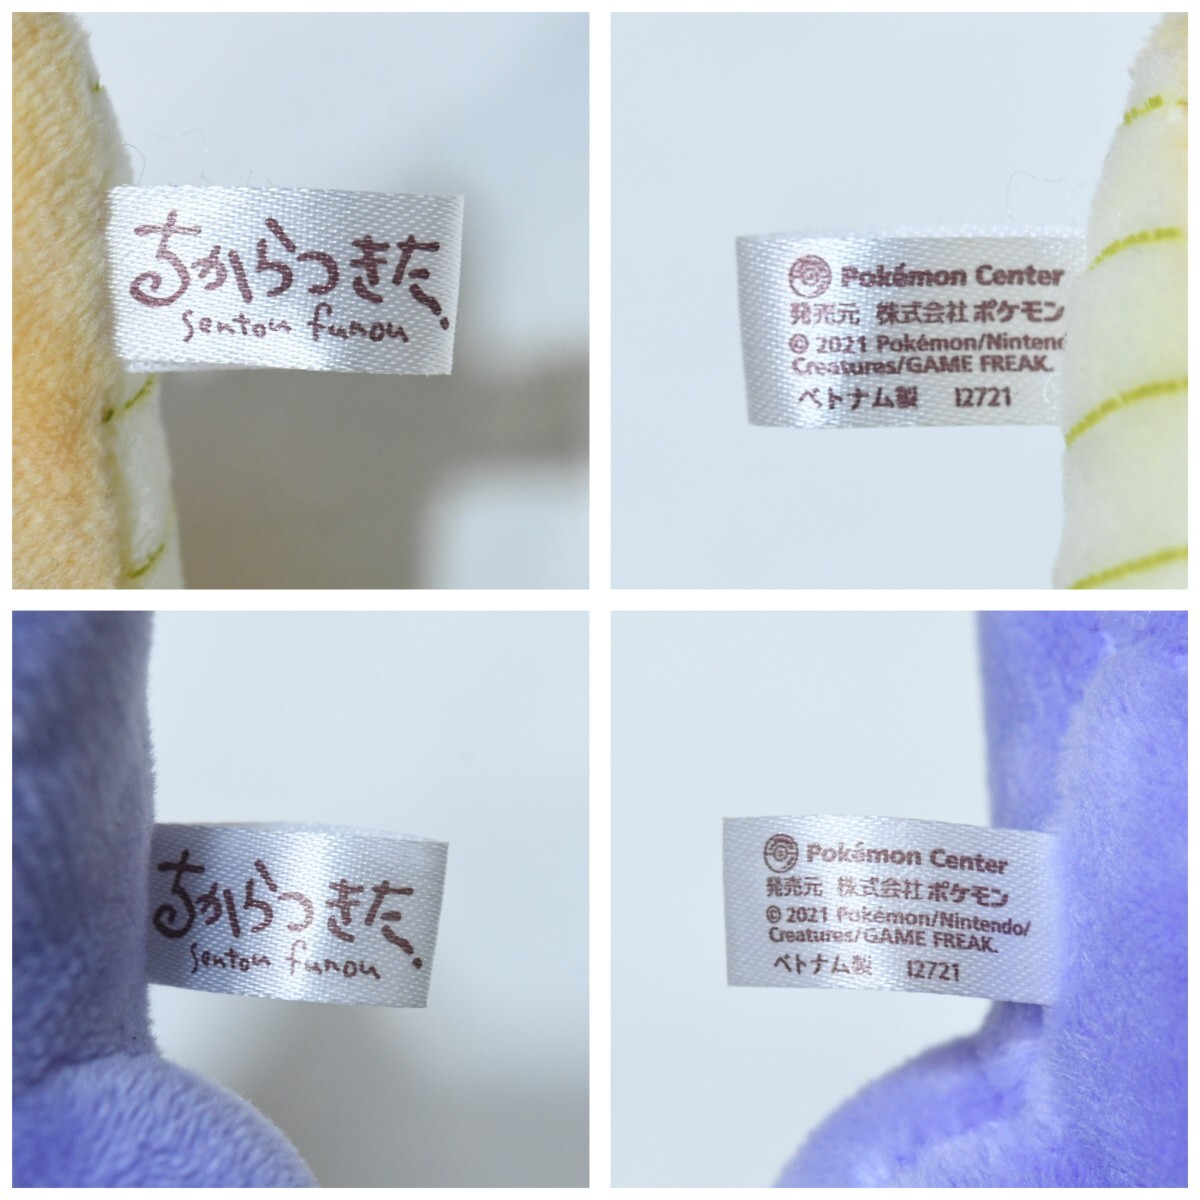 ちからつきた…
sentou funou
Pokémon Center
発売元 株式会社ポケモン
© 2021 Pokémon/Nintend
Creatures/GAME FREAK.
ベトナム製 I2721
ちからつきた…
sentou funou
Pokémon Center
発売元 株式会社ポケモン
© 2021 Pokémon/Nintendo/
Creatures/GAME FREAK.
ベトナム製 I2721